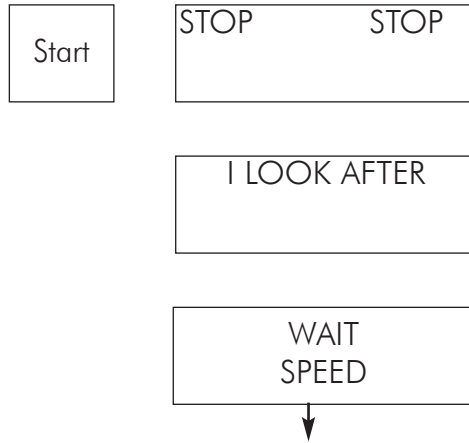 Start
STOP STOP
I LOOK AFTER
WAIT
SPEED